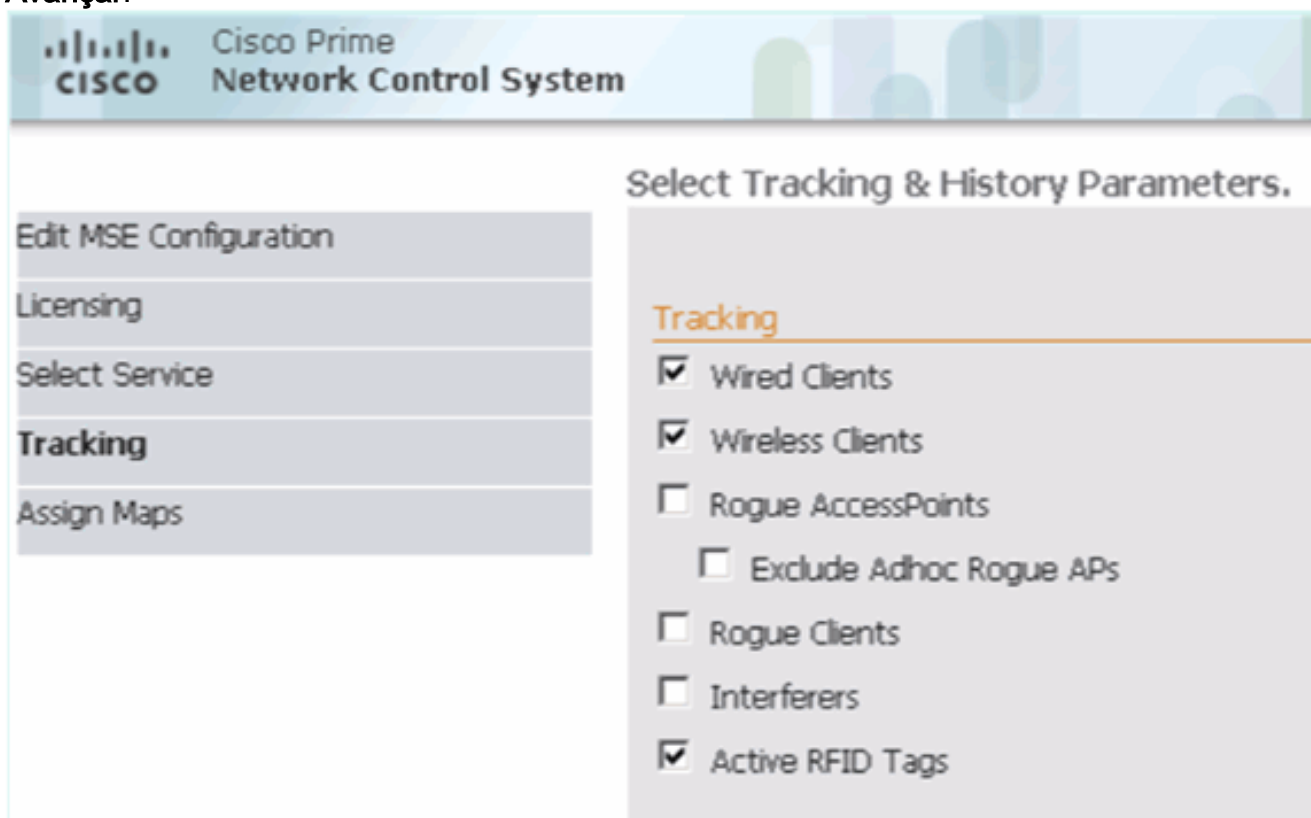 Avançar.
CISCO
Cisco Prime
Network Control System
Select Tracking & History Parameters.
Edit MSE Configuration
Licensing
Select Service
Tracking
Assign Maps
Tracking
Wired Clients
Wireless Clients
Rogue AccessPoints
Exclude Adhoc Rogue APs
Rogue Clients
Interferers
Active RFID Tags